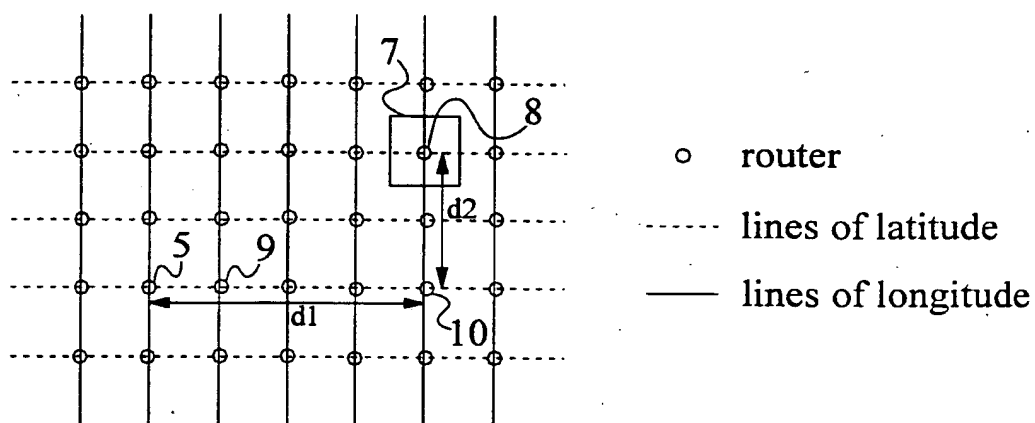 7
8
router
d2
lines of latitude
5
9
d1
10
lines of longitude